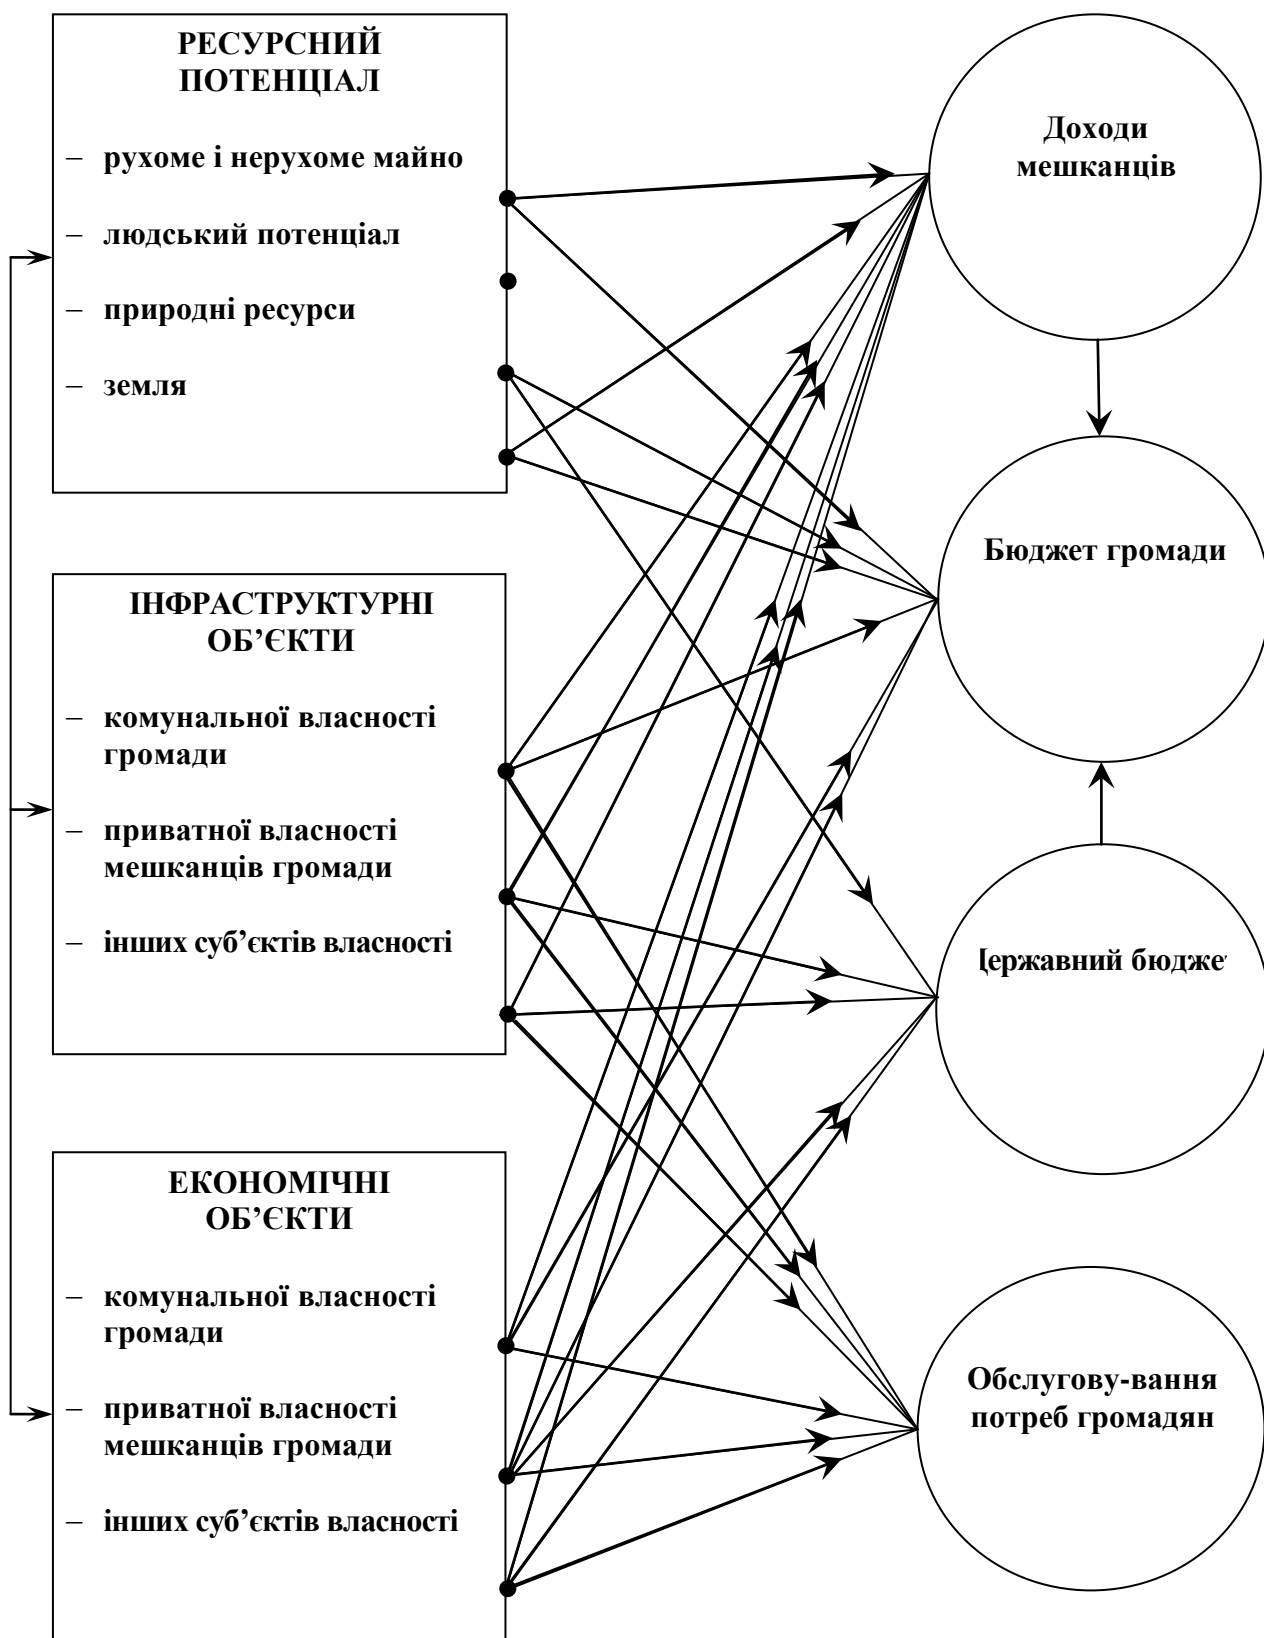 РЕСУРСНИЙ
ПОТЕНЦІАЛ
– рухоме і нерухоме майно
– людський потенціал
– природні ресурси
– земля
ІНФРАСТРУКТУРНІ
ОБ’ЄКТИ
– комунальної власності
громади
– приватної власності
мешканців громади
– інших суб’єктів власності
ЕКОНОМІЧНІ
ОБ’ЄКТИ
– комунальної власності
громади
– приватної власності
мешканців громади
– інших суб’єктів власності
Доходи
мешканців
Бюджет громади
Державний бюджет
Обслугову-вання
потреб громадян